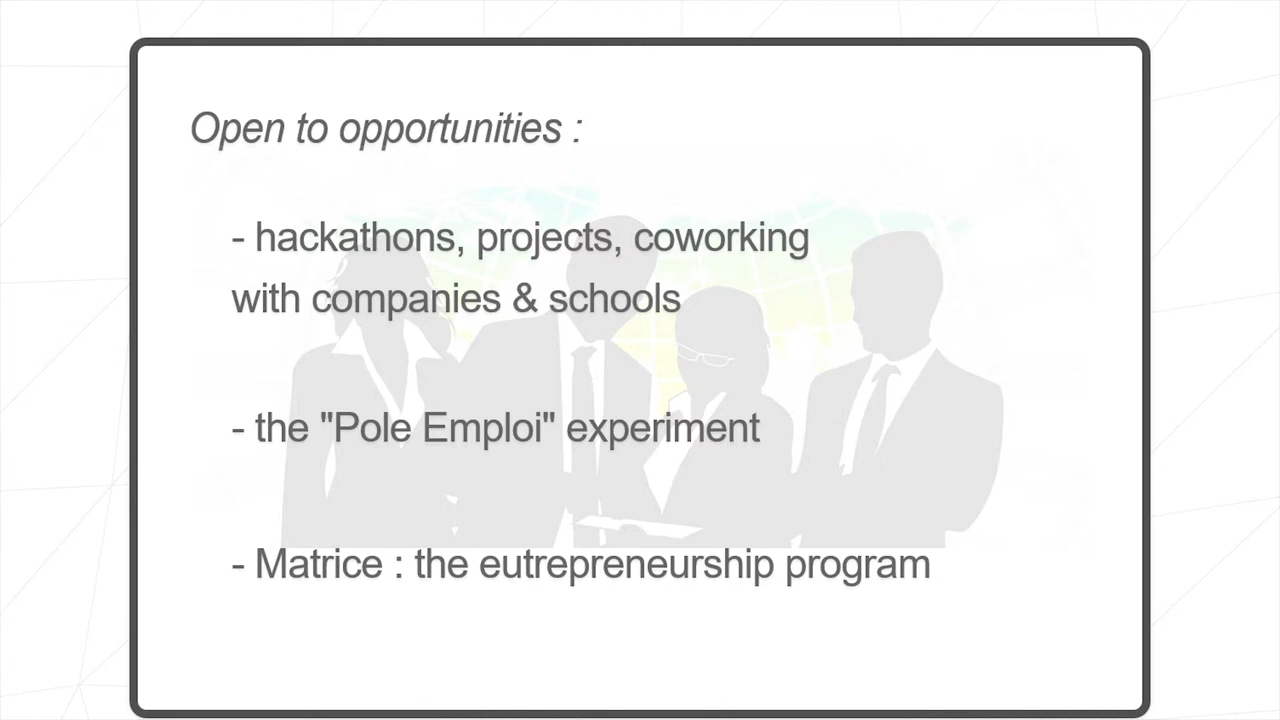 Open to opportunities :
- hackathons, projects, coworking
with companies & schools
- the "Pole Emploi" experiment
- Matrice : the eutrepreneurship program